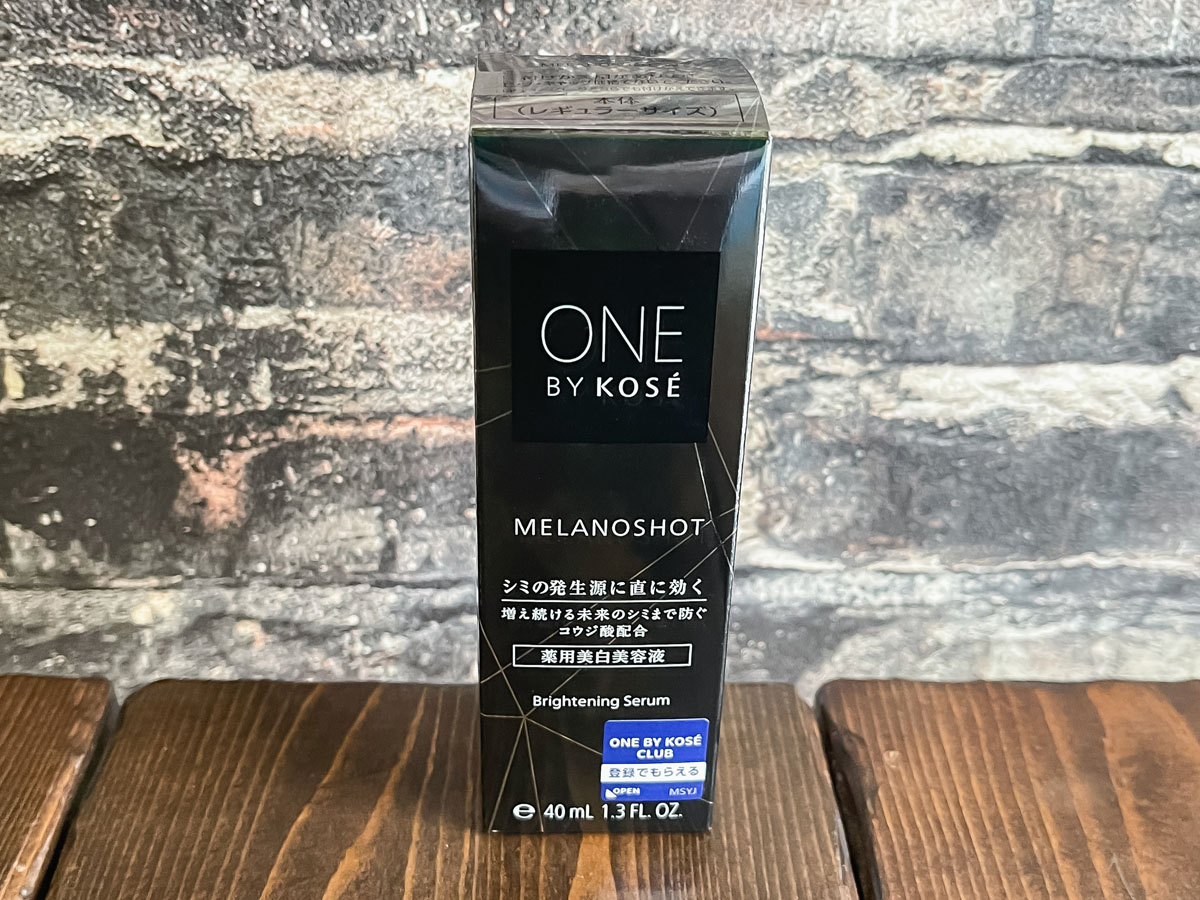 本体
(レギュラーサイズ)
ONE
BY KOSÉ
MELANOSHOT
シミの発生源に直に効く
増え続ける未来のシミまで防ぐ
コウジ酸配合
薬用美白美容液
Brightening Serum
ONE BY KOSÉ
CLUB
登録でもらえる
OPEN MSYJ
e 40 mL 1.3 FL. OZ.